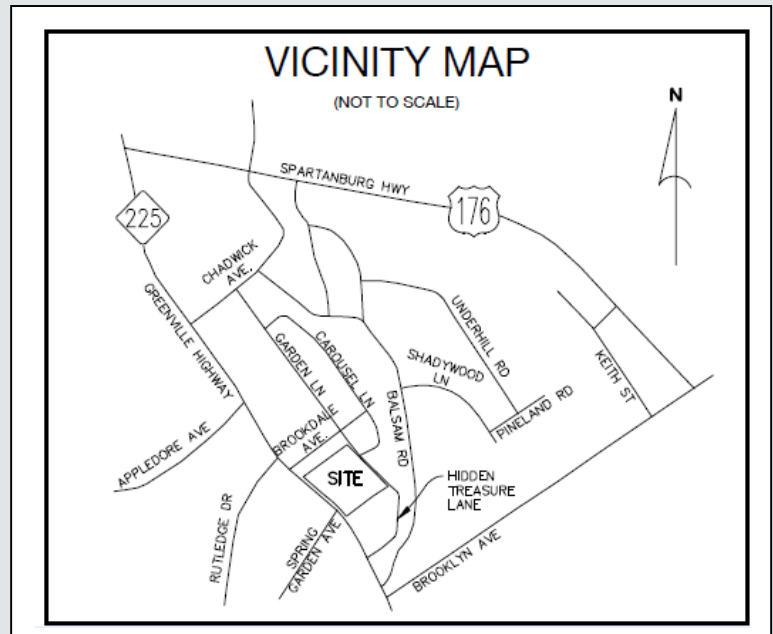 VICINITY MAP
(NOT TO SCALE)
N
SPARTANBURG HWY
176
225
CHADWICK
AVE.
GREENVILLE HIGHWAY
GARDEN LN
CAROUSEL LN
UNDERHILL RD
SHADYWOOD
LN
KEITH ST
BALSAM RD
PINELAND RD
BROOKDALE
AVE.
APPLEDORE AVE
SITE
HIDDEN
TREASURE
LANE
RUTLEDGE DR
SPRING
GARDEN AVE
BROOKLYN AVE